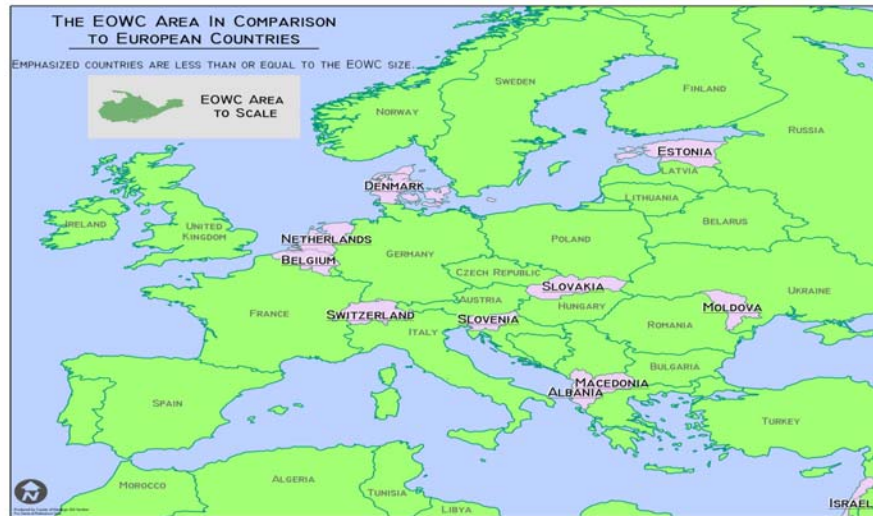 The EOWC Area In Comparison
to European Countries
Emphasized countries are less than or equal to the EOWC size.
EOWC Area
to Scale
Norway
Sweden
Finland
Russia
Estonia
Latvia
Lithuania
Denmark
Ireland
United
Kingdom
Netherlands
Belgium
Germany
Poland
Belarus
Czech Republic
Slovakia
Ukraine
France
Switzerland
Austria
Slovenia
Hungary
Moldova
Italy
Romania
Bulgaria
Macedonia
Albania
Spain
Turkey
Morocco
Algeria
Tunisia
Libya
Israel